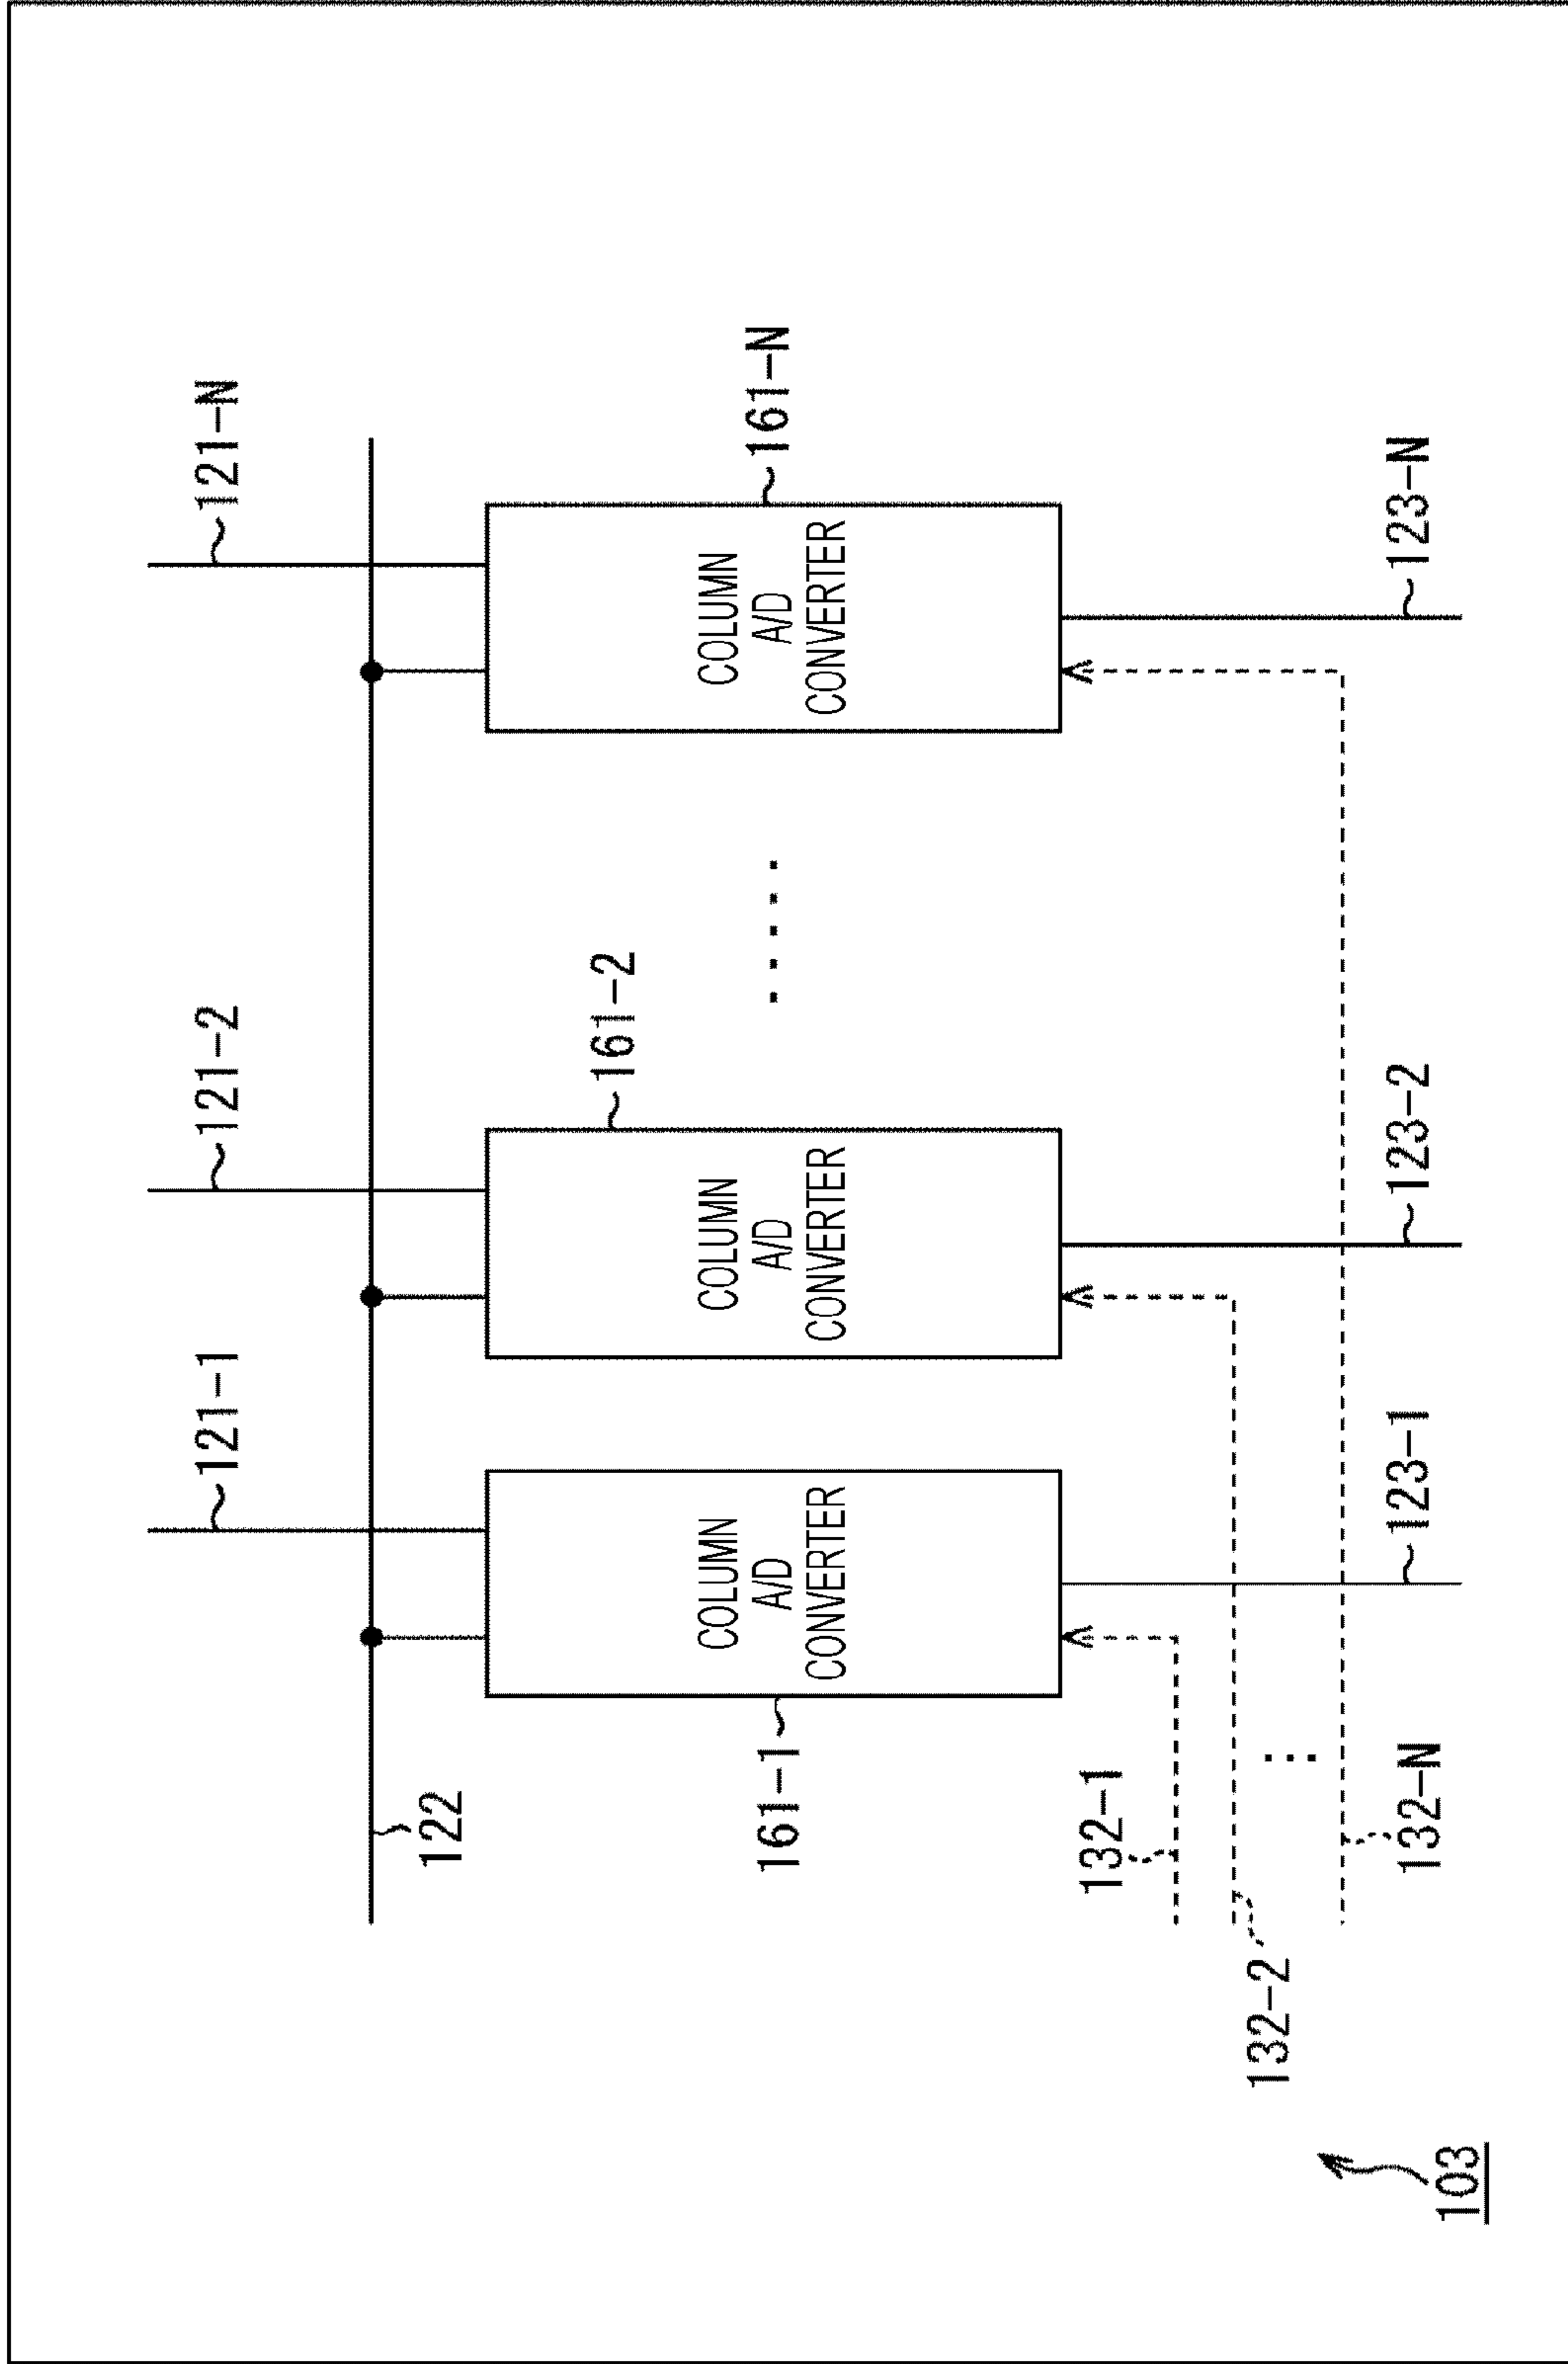 121-1
121-2
121-N
122
161-1
COLUMN
A/D
CONVERTER
161-2
COLUMN
A/D
CONVERTER
161-N
COLUMN
A/D
CONVERTER
132-1
132-2
132-N
123-1
123-2
123-N
103